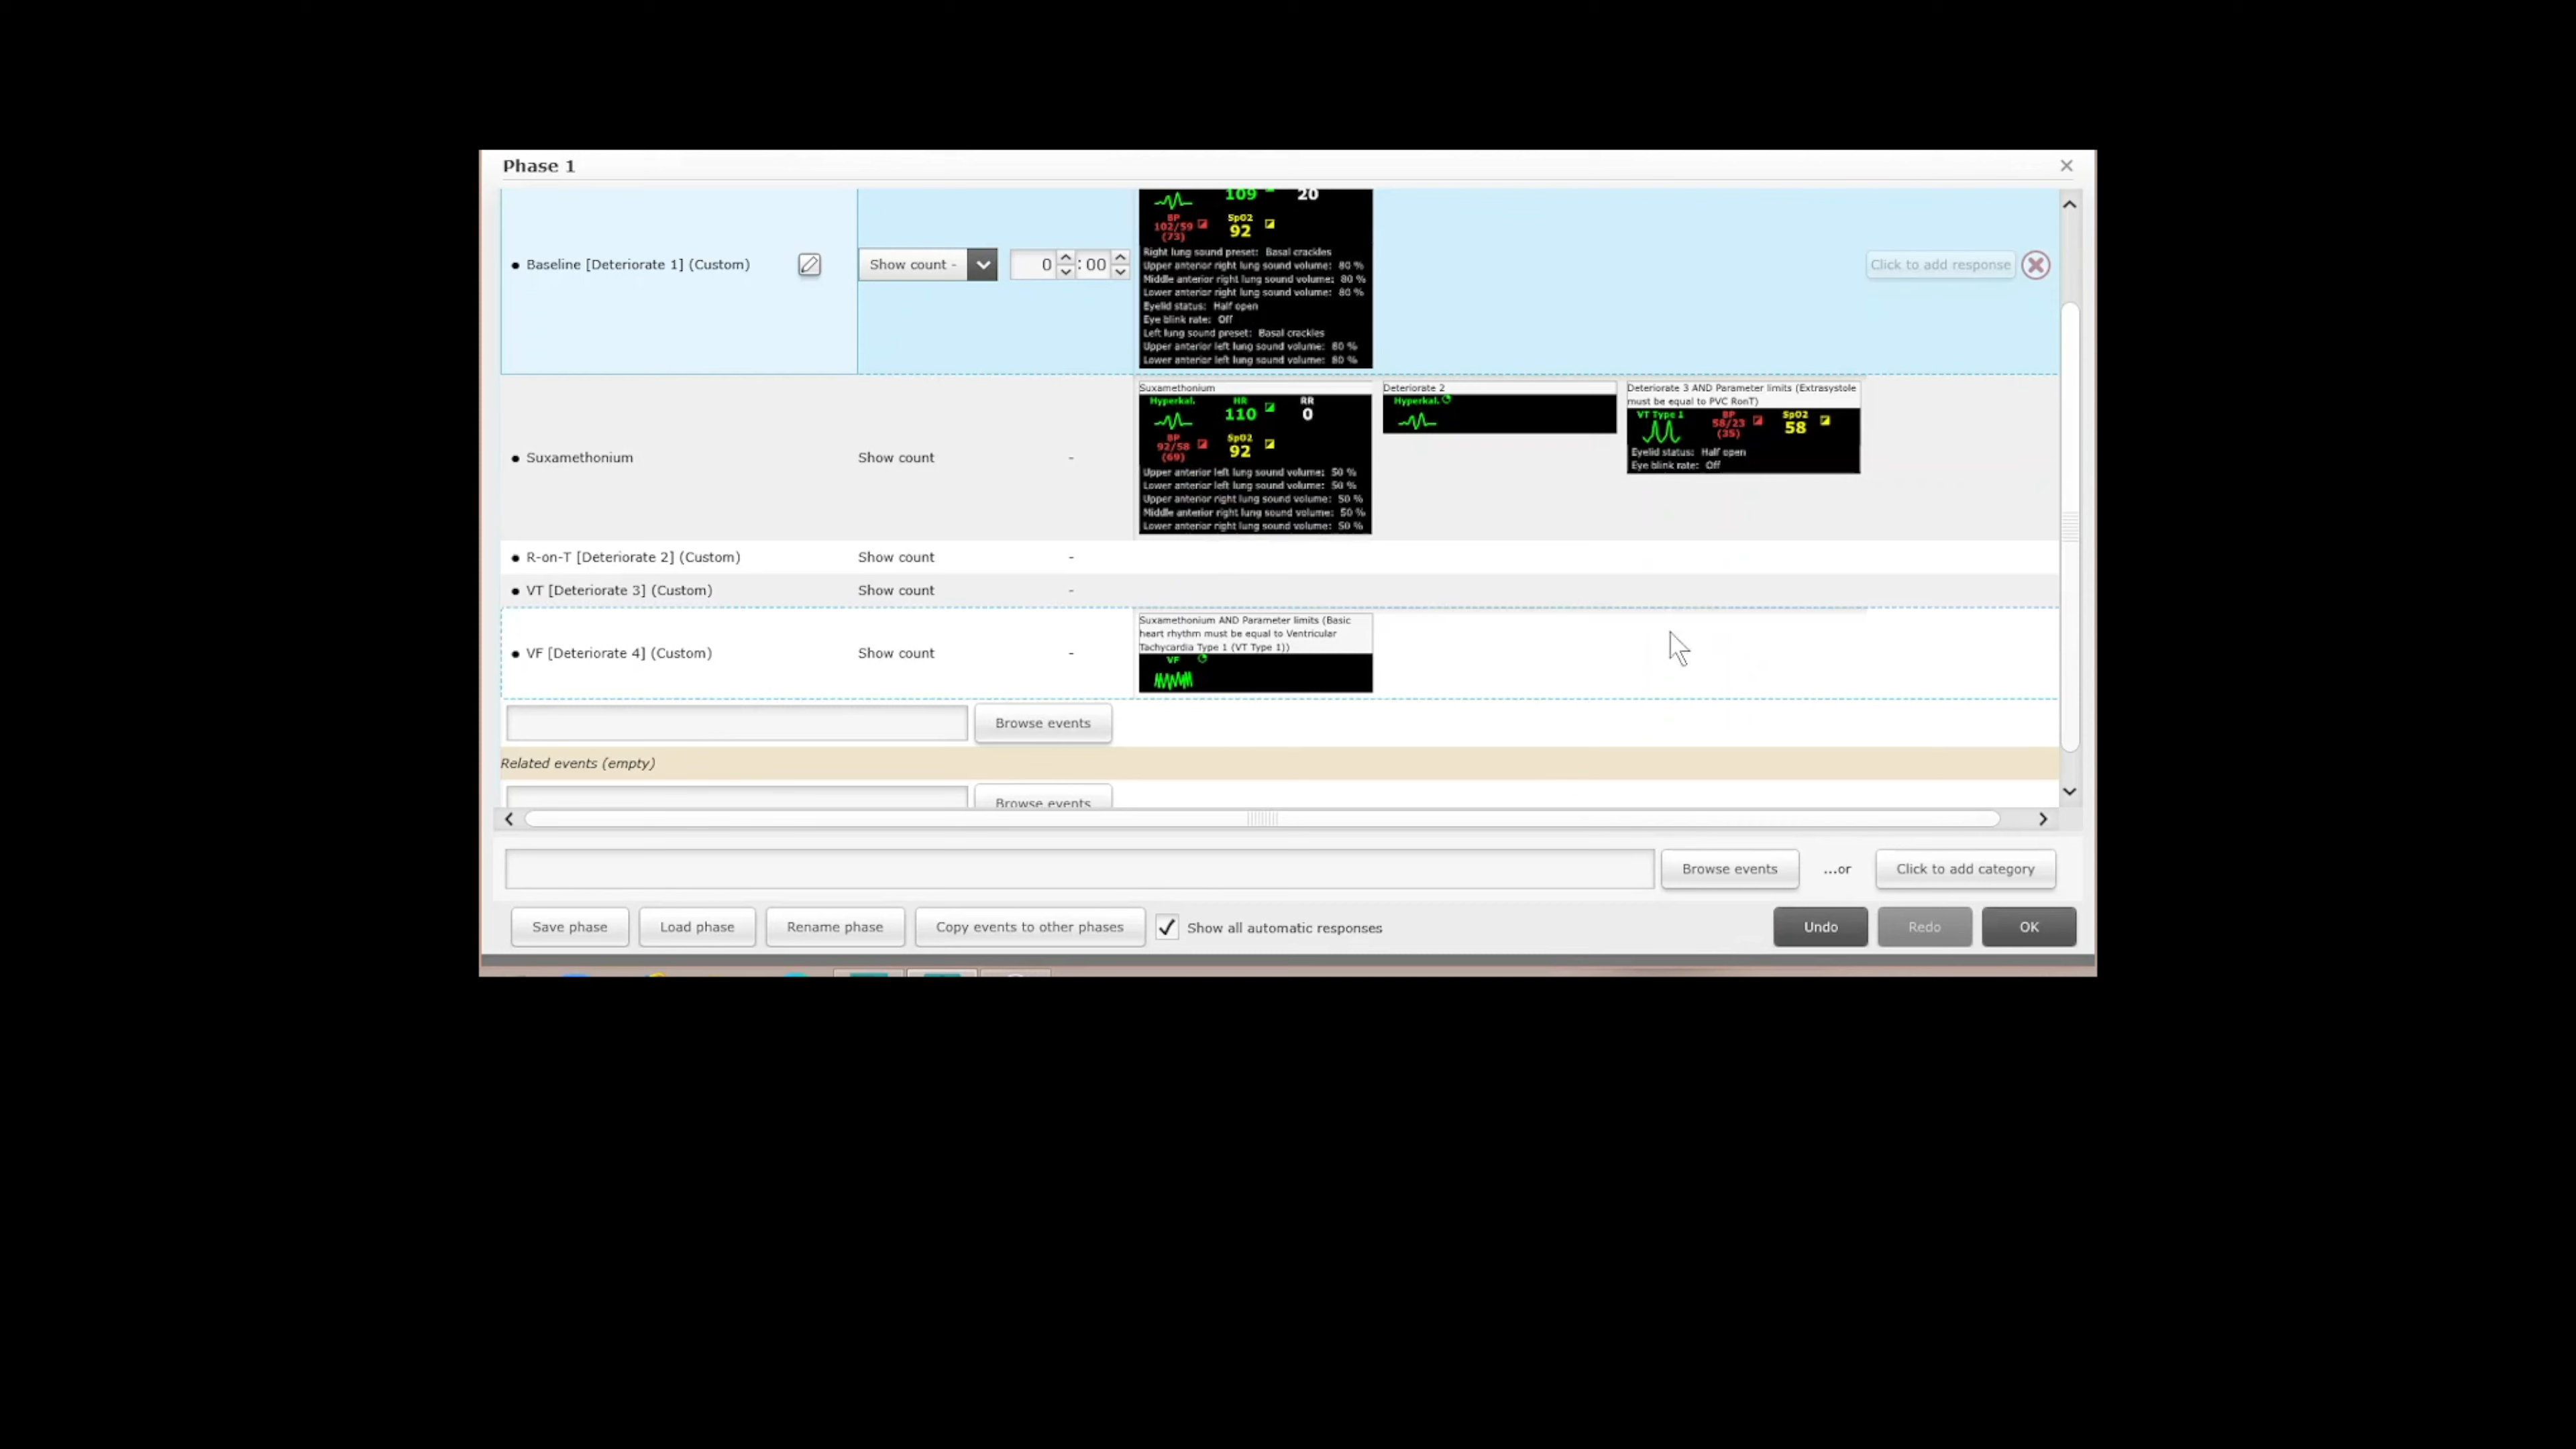 Phase 1
109 20
BP SpO2
102/59 92
(73)
Right lung sound preset: Basal crackles
Upper anterior right lung sound volume: 80 %
Middle anterior right lung sound volume: 80 %
Lower anterior right lung sound volume: 80 %
Eyelid status: Half open
Eye blink rate: Off
Left lung sound preset: Basal crackles
Upper anterior left lung sound volume: 80 %
Lower anterior left lung sound volume: 80 %
Baseline [Deteriorate 1] (Custom)
Show count -
0 : 00
Click to add response
Suxamethonium
Show count
-
Suxamethonium
Hyperkal. HR RR
110 0
BP SpO2
92/58 92
(69)
Upper anterior left lung sound volume: 50 %
Lower anterior left lung sound volume: 50 %
Upper anterior right lung sound volume: 50 %
Middle anterior right lung sound volume: 50 %
Lower anterior right lung sound volume: 50 %
Deteriorate 2
Hyperkal.
Deteriorate 3 AND Parameter limits (Extrasystole
must be equal to PVC RonT)
VT Type 1 BP SpO2
58/23 58
(35)
Eyelid status: Half open
Eye blink rate: Off
R-on-T [Deteriorate 2] (Custom) Show count -
VT [Deteriorate 3] (Custom) Show count -
VF [Deteriorate 4] (Custom) Show count -
Suxamethonium AND Parameter limits (Basic
heart rhythm must be equal to Ventricular
Tachycardia Type 1 (VT Type 1))
VF
Browse events
Related events (empty)
Browse events
Browse events ...or Click to add category
Save phase Load phase Rename phase Copy events to other phases Show all automatic responses Undo Redo OK